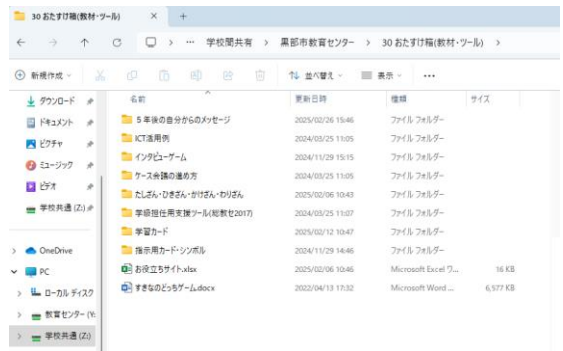 30 おたすけ箱(教材・ツール)
… 学校間共有 > 黒部市教育センター > 30 おたすけ箱(教材・ツール) >
新規作成 並べ替え 表示 …
名前 更新日時 種類 サイズ
ダウンロード
ドキュメント
ピクチャ
ミュージック
ビデオ
学校共通 (Z:)
OneDrive
PC
ローカル ディスク
教育センター (Y:
学校共通 (Z:)
5年後の自分からのメッセージ 2025/02/26 15:46 ファイル フォルダー
ICT活用例 2024/03/25 11:05 ファイル フォルダー
インタビューゲーム 2024/11/29 15:15 ファイル フォルダー
ケース会議の進め方 2024/03/25 11:05 ファイル フォルダー
たしざん・ひきざん・かけざん・わりざん 2025/02/06 10:43 ファイル フォルダー
学級担任用支援ツール(総教セ2017) 2024/03/25 11:07 ファイル フォルダー
学習カード 2025/02/12 10:47 ファイル フォルダー
指示用カード・シンボル 2024/11/29 14:46 ファイル フォルダー
お役立ちサイト.xlsx 2025/02/06 10:46 Microsoft Excel ワ... 16 KB
すきなのどっちゲーム.docx 2022/04/13 17:32 Microsoft Word ... 6,577 KB